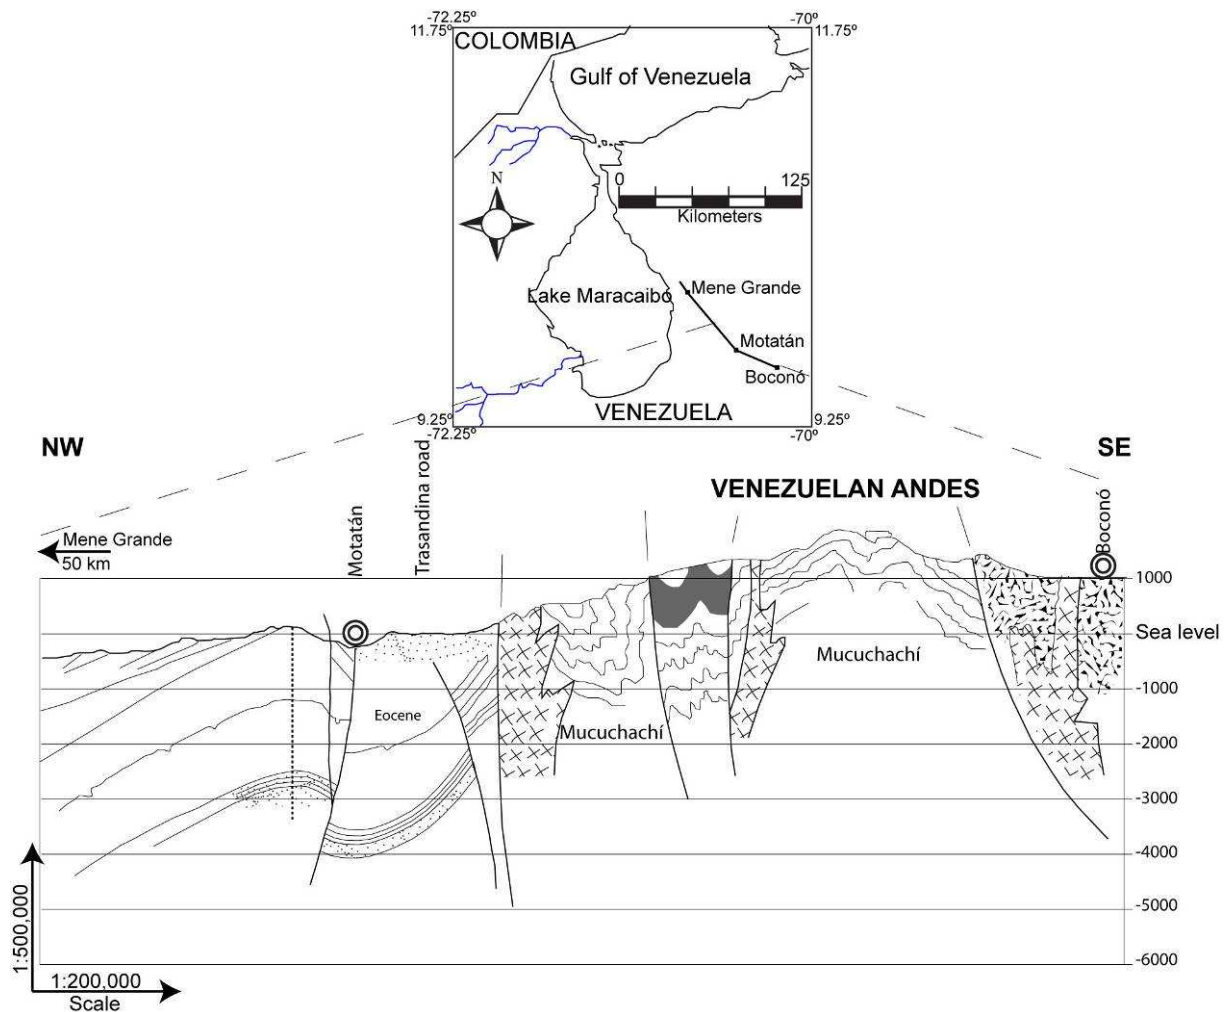 -72.25º
-70º
11.75º
11.75º
COLOMBIA
Gulf of Venezuela
N
0
125
Kilometers
Lake Maracaibo
Mene Grande
Motatán
Boconó
VENEZUELA
9.25º
9.25º
-72.25º
-70º
NW
SE
Trasandina road
Motatán
VENEZUELAN ANDES
Boconó
Mene Grande
50 km
1000
Sea level
Mucuchachí
-1000
Eocene
Mucuchachí
-2000
-3000
-4000
-5000
-6000
1:500,000
1:200,000
Scale